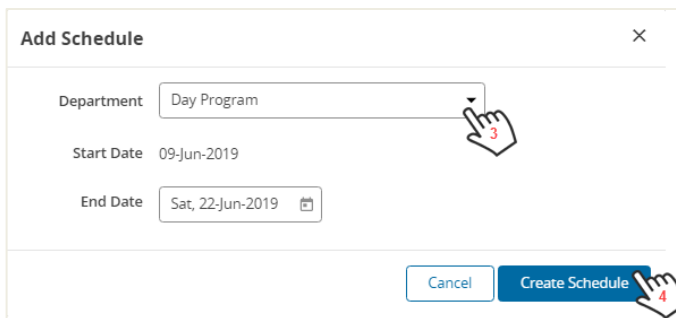 Add Schedule ×
Department Day Program
3
Start Date 09-Jun-2019
End Date Sat, 22-Jun-2019
Cancel Create Schedule
4